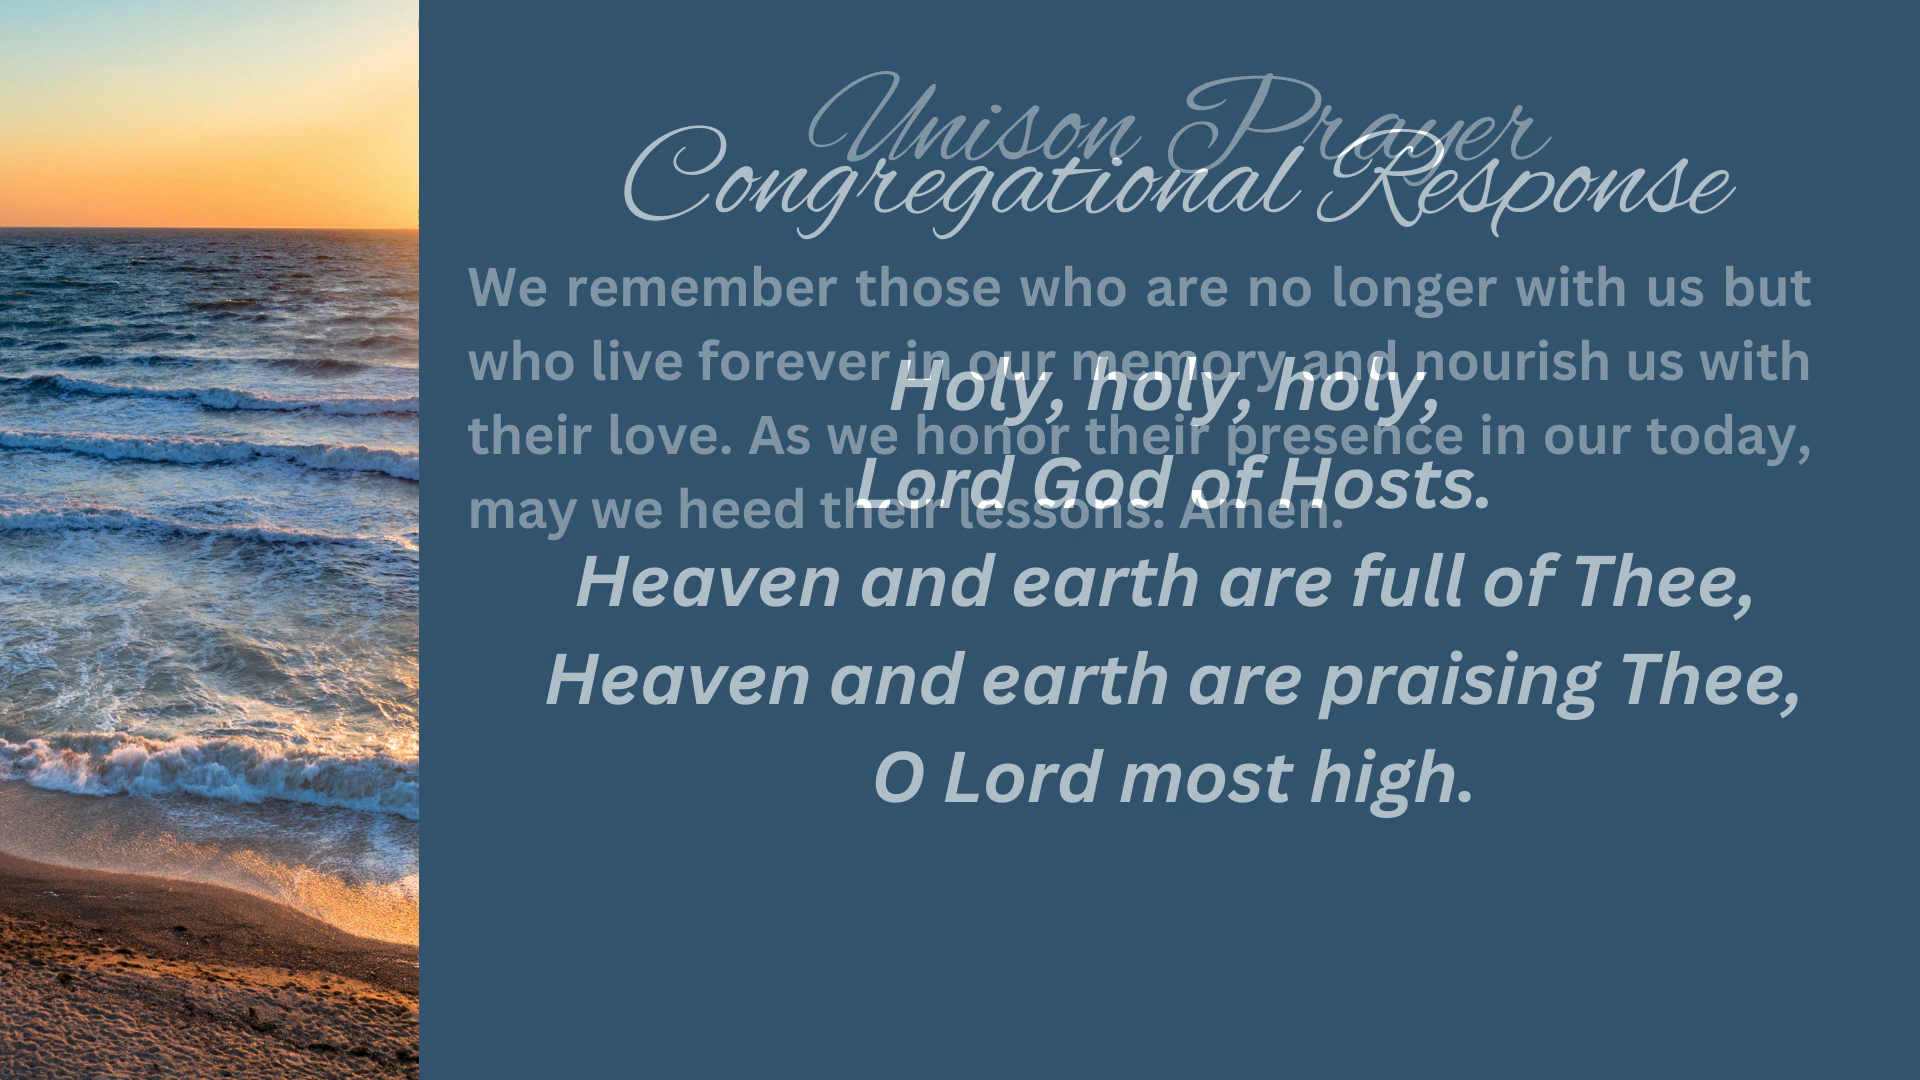 Unison Prayer
Congregational Response
We remember those who are no longer with us but
who live forever in our memory and nourish us with
their love. As we honor their presence in our today,
may we heed their lessons. Amen.
Holy, holy, holy,
Lord God of Hosts.
Heaven and earth are full of Thee,
Heaven and earth are praising Thee,
O Lord most high.